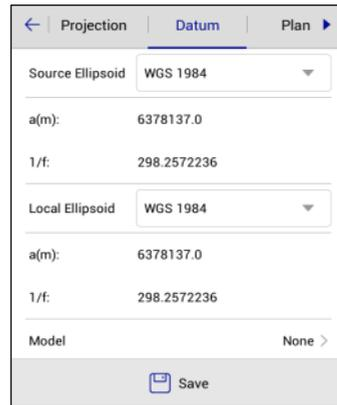 Projection Datum Plan
Source Ellipsoid WGS 1984
a(m): 6378137.0
1/f: 298.2572236
Local Ellipsoid WGS 1984
a(m): 6378137.0
1/f: 298.2572236
Model None
Save